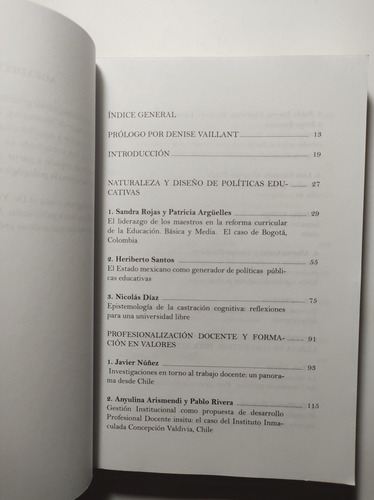 ÍNDICE GENERAL
PRÓLOGO POR DENISE VAILLANT 13
INTRODUCCIÓN 19
NATURALEZA Y DISEÑO DE POLÍTICAS EDU- 27
CATIVAS
1. Sandra Rojas y Patricia Argüelles 29
El liderazgo de los maestros en la reforma curricular
de la Educación. Básica y Media. El caso de Bogotá,
Colombia
2. Heriberto Santos 55
El Estado mexicano como generador de políticas públi-
cas educativas
3. Nicolás Díaz 75
Epistemología de la castración cognitiva: reflexiones
para una universidad libre
PROFESIONALIZACIÓN DOCENTE Y FORMA- 91
CIÓN EN VALORES
1. Javier Núñez 93
Investigaciones en torno al trabajo docente: un panora-
ma desde Chile
2. Anyulina Arismendi y Pablo Rivera 115
Gestión Institucional como propuesta de desarrollo
Profesional Docente insitu: el caso del Instituto Inma-
culada Concepción Valdivia, Chile